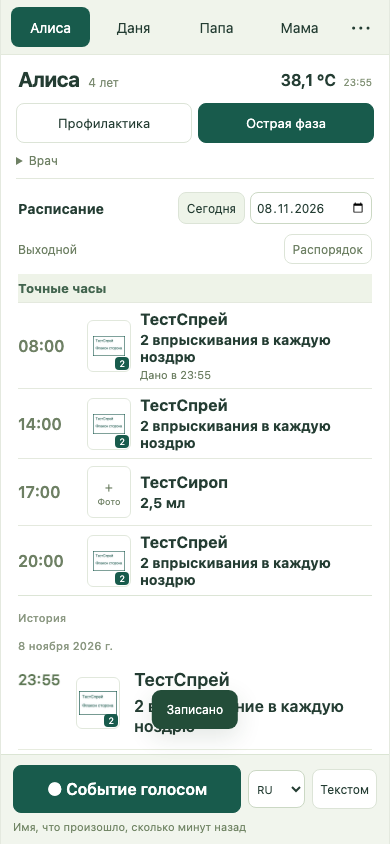 Алиса Даня Папа Мама ···
Алиса 4 лет 38,1 °C 23:55
Профилактика Острая фаза
▶ Врач
Расписание Сегодня 08.11.2026
Выходной Распорядок
Точные часы
08:00 ТестСпрей
2 впрыскивания в каждую
ноздрю
2
Дано в 23:55
14:00 ТестСпрей
2 впрыскивания в каждую
ноздрю
2
17:00 + Фото ТестСироп
2,5 мл
20:00 ТестСпрей
2 впрыскивания в каждую
ноздрю
2
История
8 ноября 2026 г.
23:55 ТестСпрей
2 ние в каждую
2
Записано
Событие голосом RU Текстом
Имя, что произошло, сколько минут назад